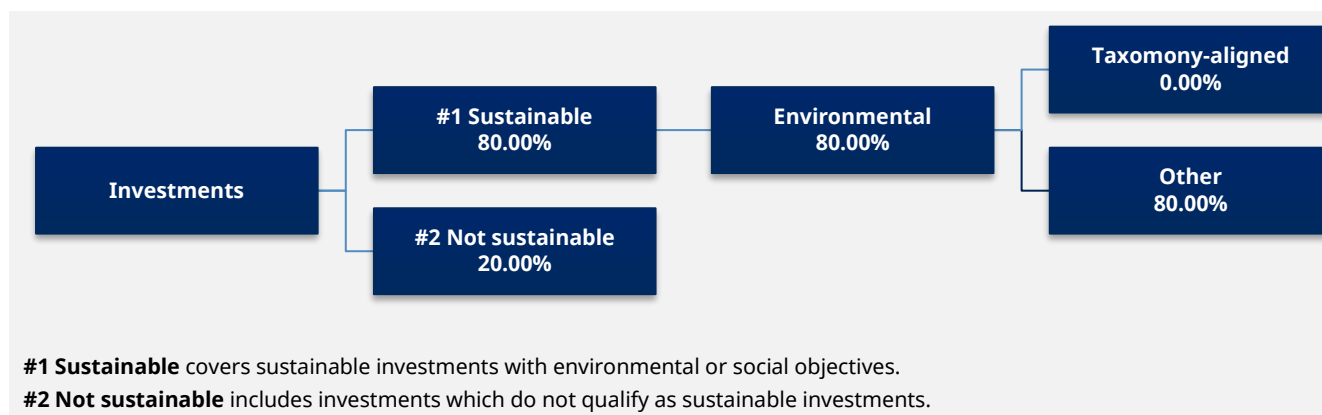 Investments
#1 Sustainable
80.00%
#2 Not sustainable
20.00%
Environmental
80.00%
Taxomony-aligned
0.00%
Other
80.00%
#1 Sustainable covers sustainable investments with environmental or social objectives.
#2 Not sustainable includes investments which do not qualify as sustainable investments.